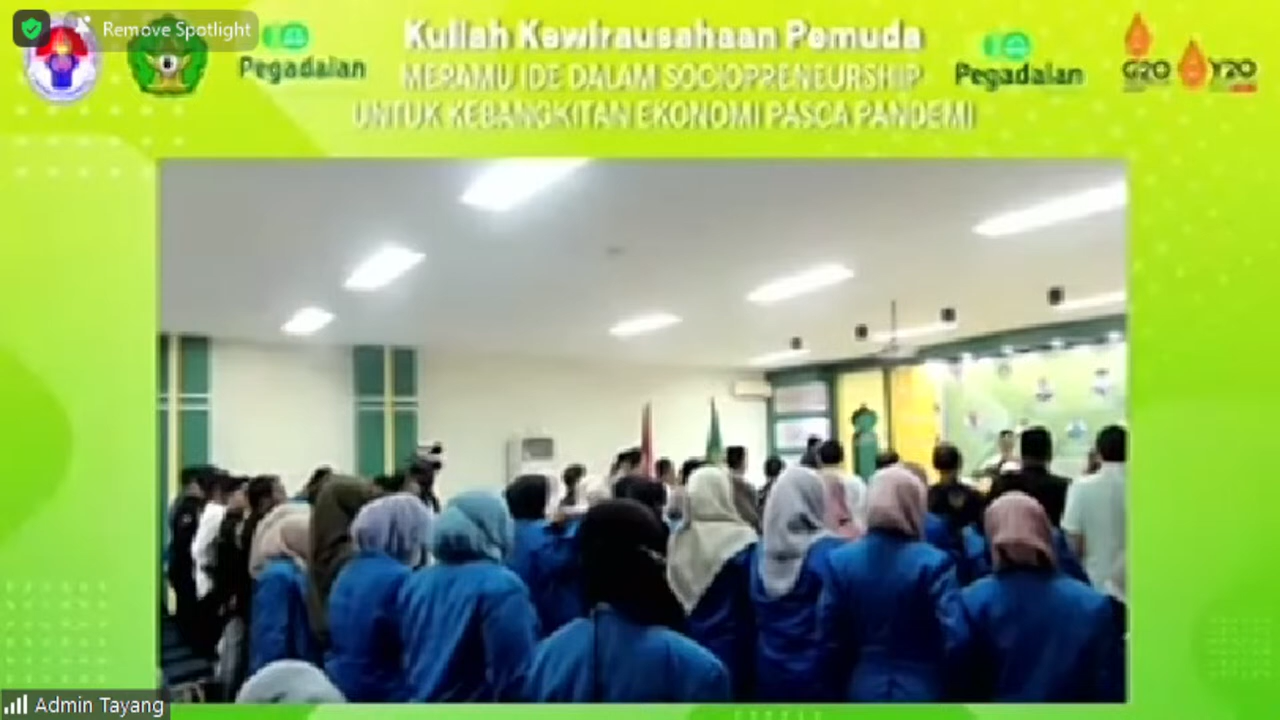 Remove Spotlight
Pegadaian
Kuliah Kewirausahaan Pemuda
MERAMU IDE DALAM SOCIOPRENEURSHIP
UNTUK KEBANGKITAN EKONOMI PASCA PANDEMI
Pegadaian
G20
Y20
Admin Tayang